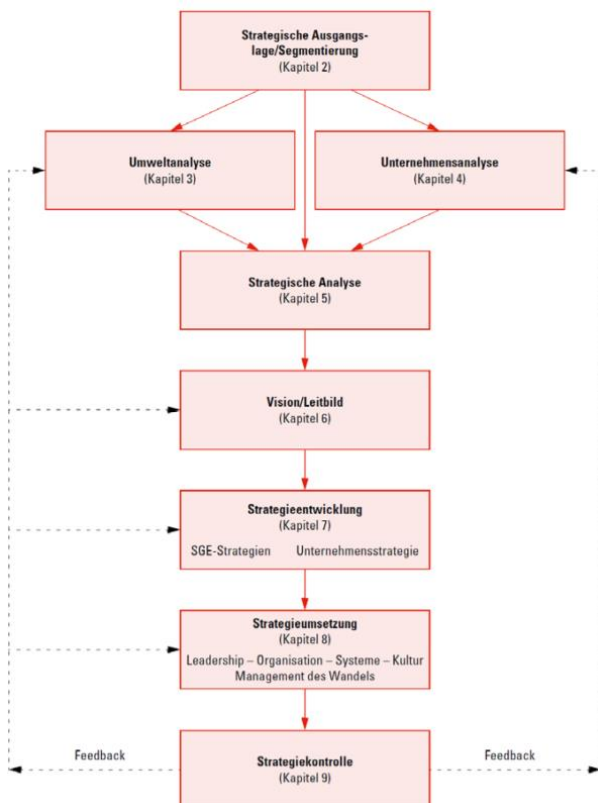 Strategische Ausgangs-
lage/Segmentierung
(Kapitel 2)
Umweltanalyse
(Kapitel 3)
Unternehmensanalyse
(Kapitel 4)
Strategische Analyse
(Kapitel 5)
Vision/Leitbild
(Kapitel 6)
Strategieentwicklung
(Kapitel 7)
SGE-Strategien Unternehmensstrategie
Strategieumsetzung
(Kapitel 8)
Leadership – Organisation – Systeme – Kultur
Management des Wandels
Feedback
Strategiekontrolle
(Kapitel 9)
Feedback